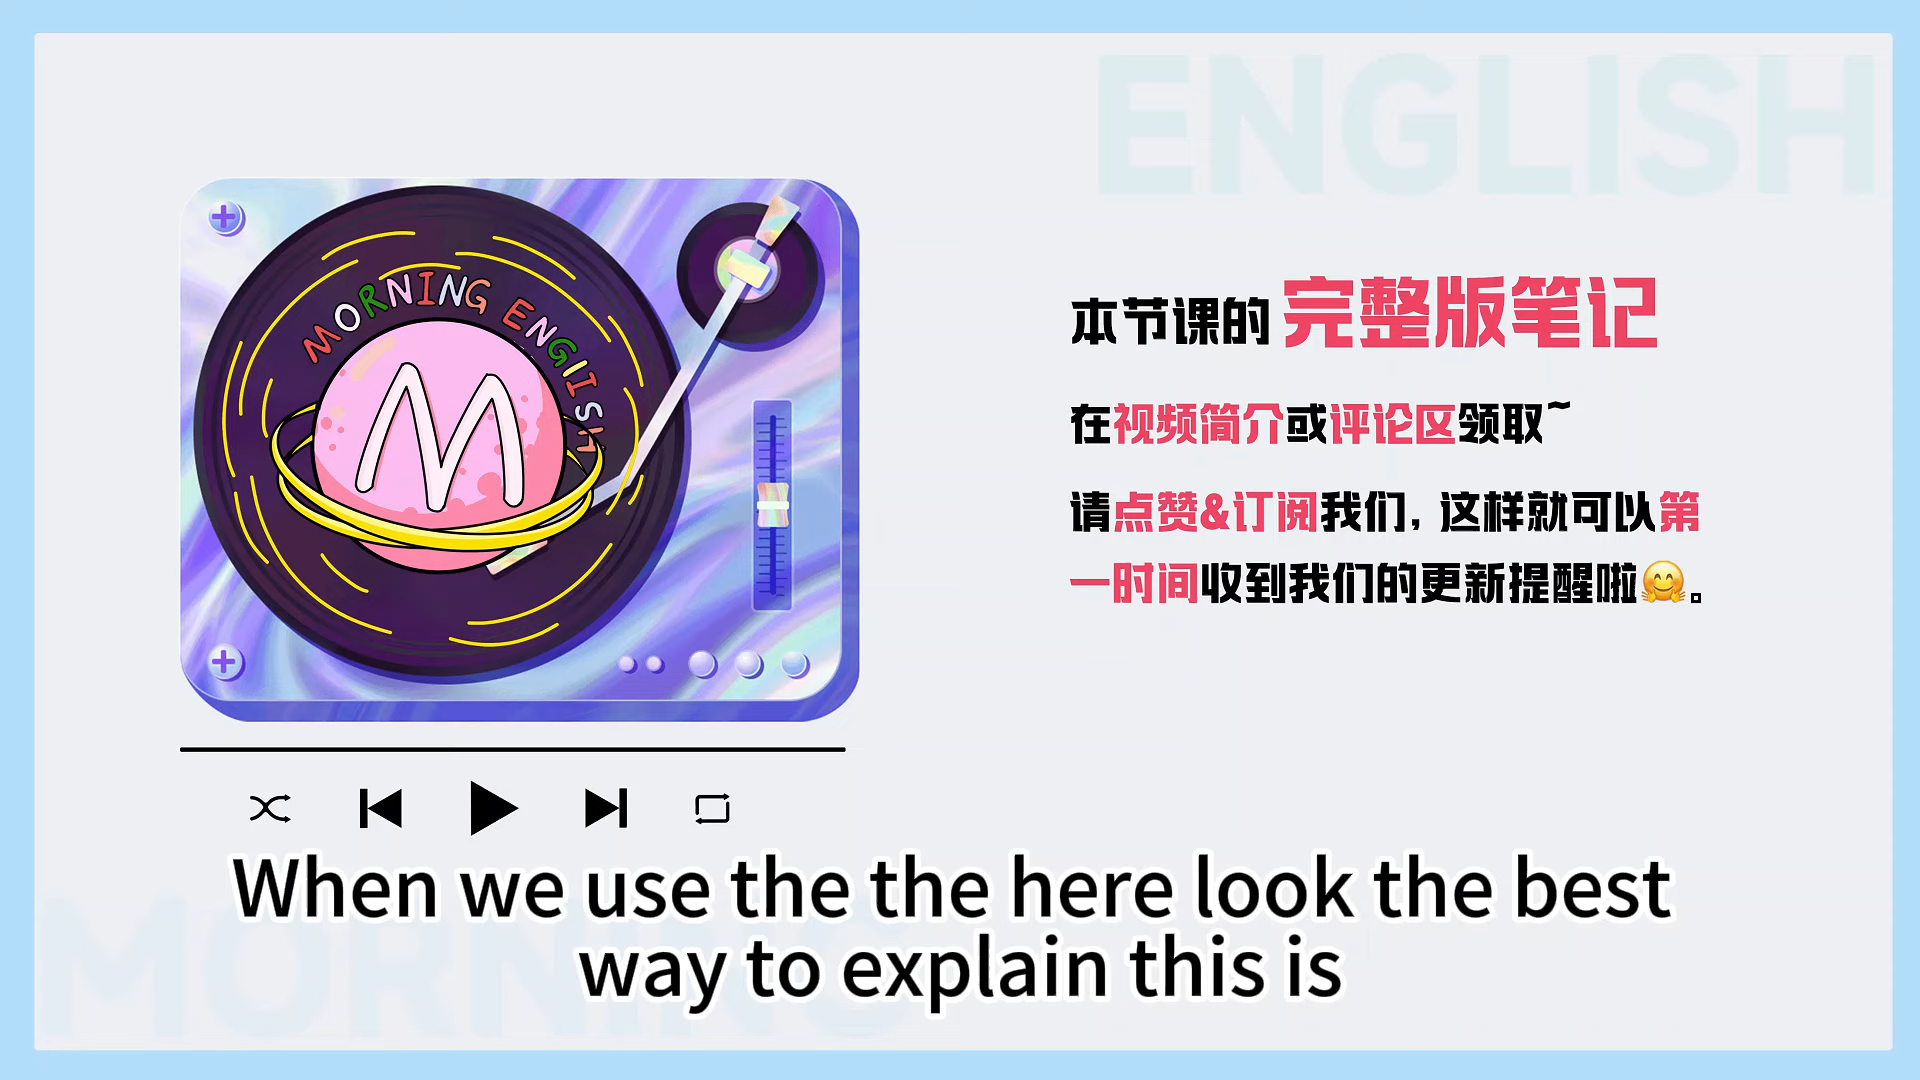 ENGLISH
MORNING ENGlISH
M
本节课的 完整版笔记
在视频简介或评论区领取~
请点赞&订阅我们, 这样就可以第
一时间收到我们的更新提醒啦🤗。
When we use the the here look the best
way to explain this is
MORNING